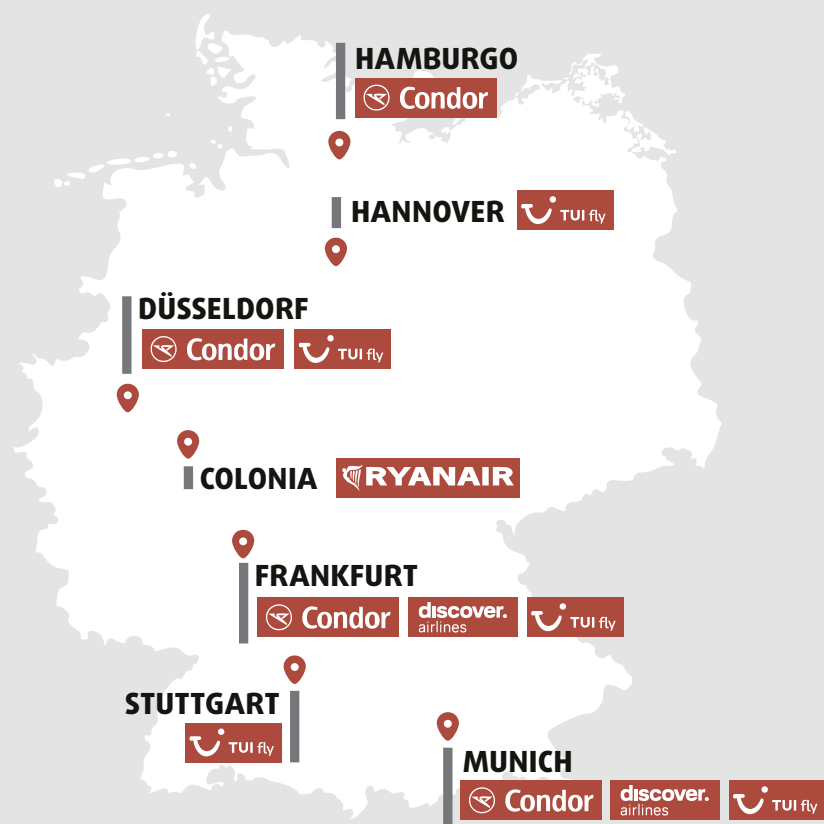 HAMBURGO
Condor
HANNOVER TUI fly
DÜSSELDORF
Condor TUI fly
COLONIA RYANAIR
FRANKFURT
Condor discover. airlines TUI fly
STUTTGART
TUI fly
MUNICH
Condor discover. airlines TUI fly